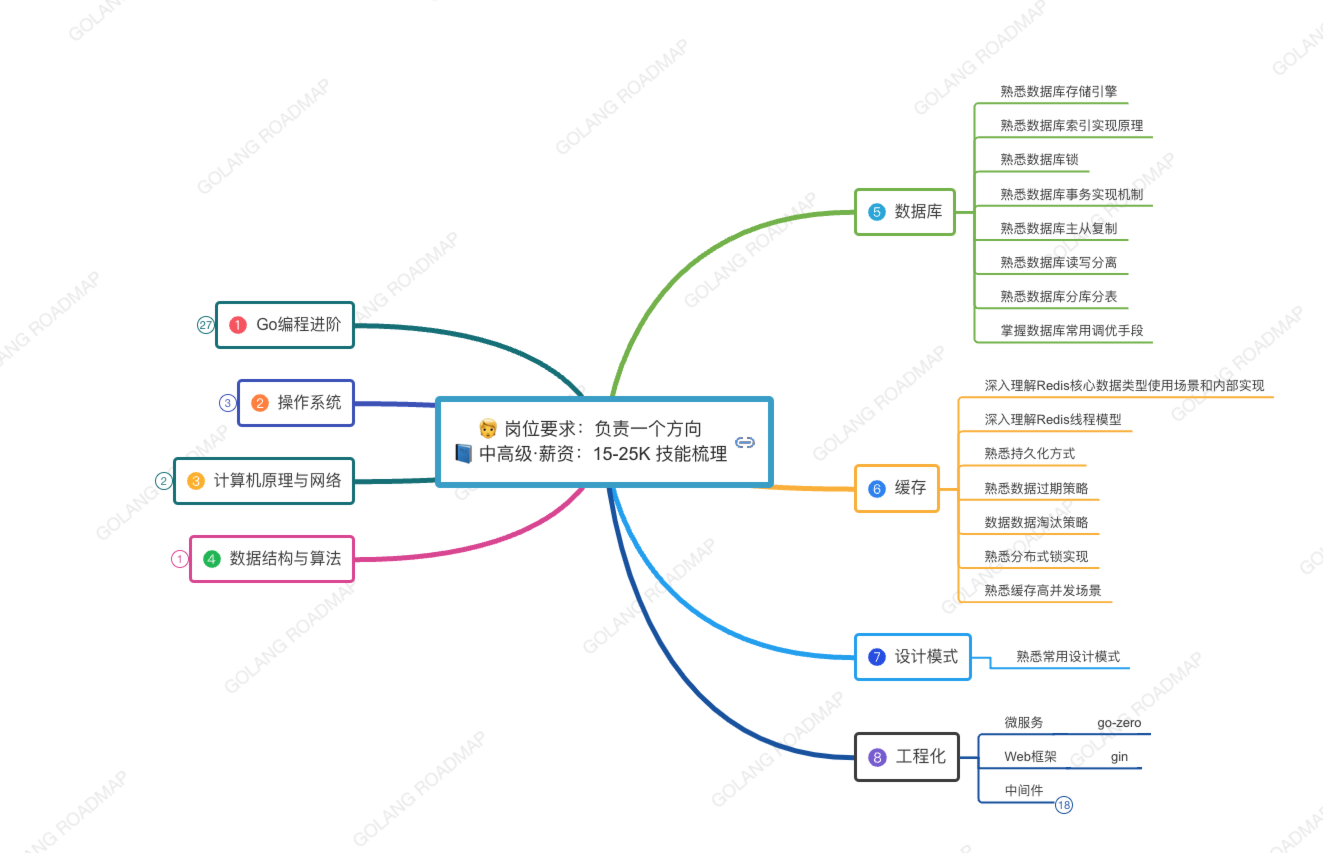 岗位要求：负责一个方向
中高级·薪资：15-25K 技能梳理
27
1 Go编程进阶
3
2 操作系统
2
3 计算机原理与网络
1
4 数据结构与算法
5 数据库
熟悉数据库存储引擎
熟悉数据库索引实现原理
熟悉数据库锁
熟悉数据库事务实现机制
熟悉数据库主从复制
熟悉数据库读写分离
熟悉数据库分库分表
掌握数据库常用调优手段
6 缓存
深入理解Redis核心数据类型使用场景和内部实现
深入理解Redis线程模型
熟悉持久化方式
熟悉数据过期策略
数据数据淘汰策略
熟悉分布式锁实现
熟悉缓存高并发场景
7 设计模式
熟悉常用设计模式
8 工程化
微服务 go-zero
Web框架 gin
中间件
18
GOLANG ROADMAP